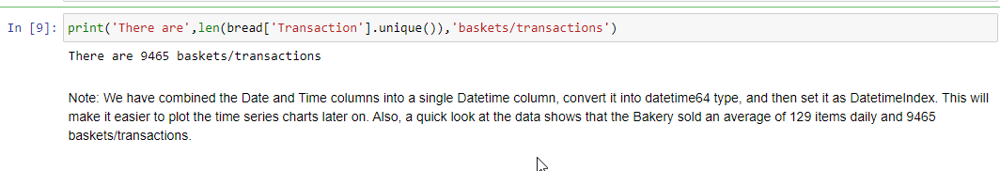 In [9]: print('There are',len(bread['Transaction'].unique()),'baskets/transactions')
There are 9465 baskets/transactions
Note: We have combined the Date and Time columns into a single Datetime column, convert it into datetime64 type, and then set it as DatetimeIndex. This will
make it easier to plot the time series charts later on. Also, a quick look at the data shows that the Bakery sold an average of 129 items daily and 9465
baskets/transactions.